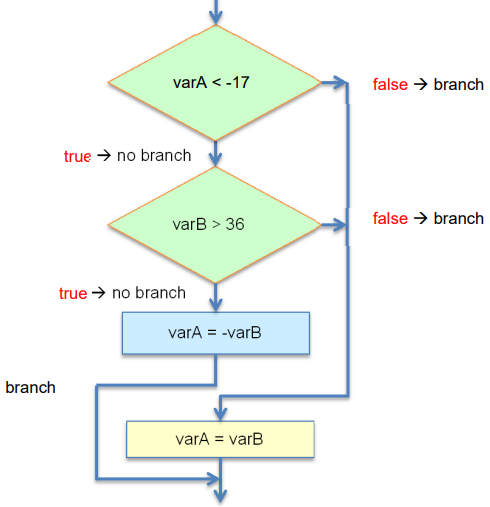 varA < -17
false → branch
true → no branch
varB > 36
false → branch
true → no branch
varA = -varB
branch
varA = varB